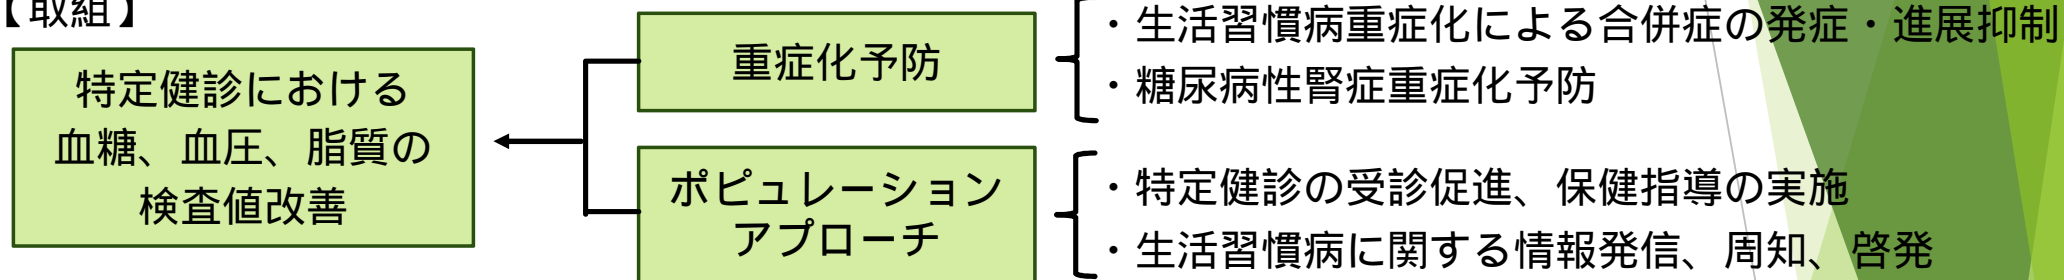 【取組】
特定健診における
血糖、血圧、脂質の
検査値改善
重症化予防
・生活習慣病重症化による合併症の発症・進展抑制
・糖尿病性腎症重症化予防
ポピュレーション
アプローチ
・特定健診の受診促進、保健指導の実施
・生活習慣病に関する情報発信、周知、啓発